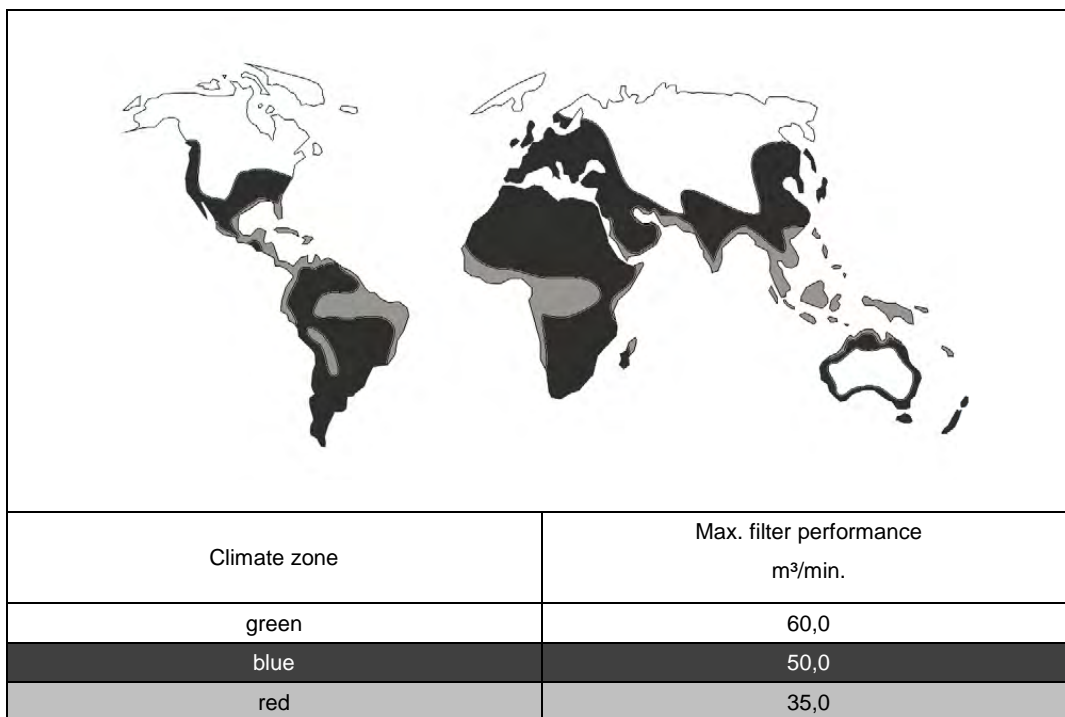 Climate zone
Max. filter performance
m³/min.
green
60,0
blue
50,0
red
35,0